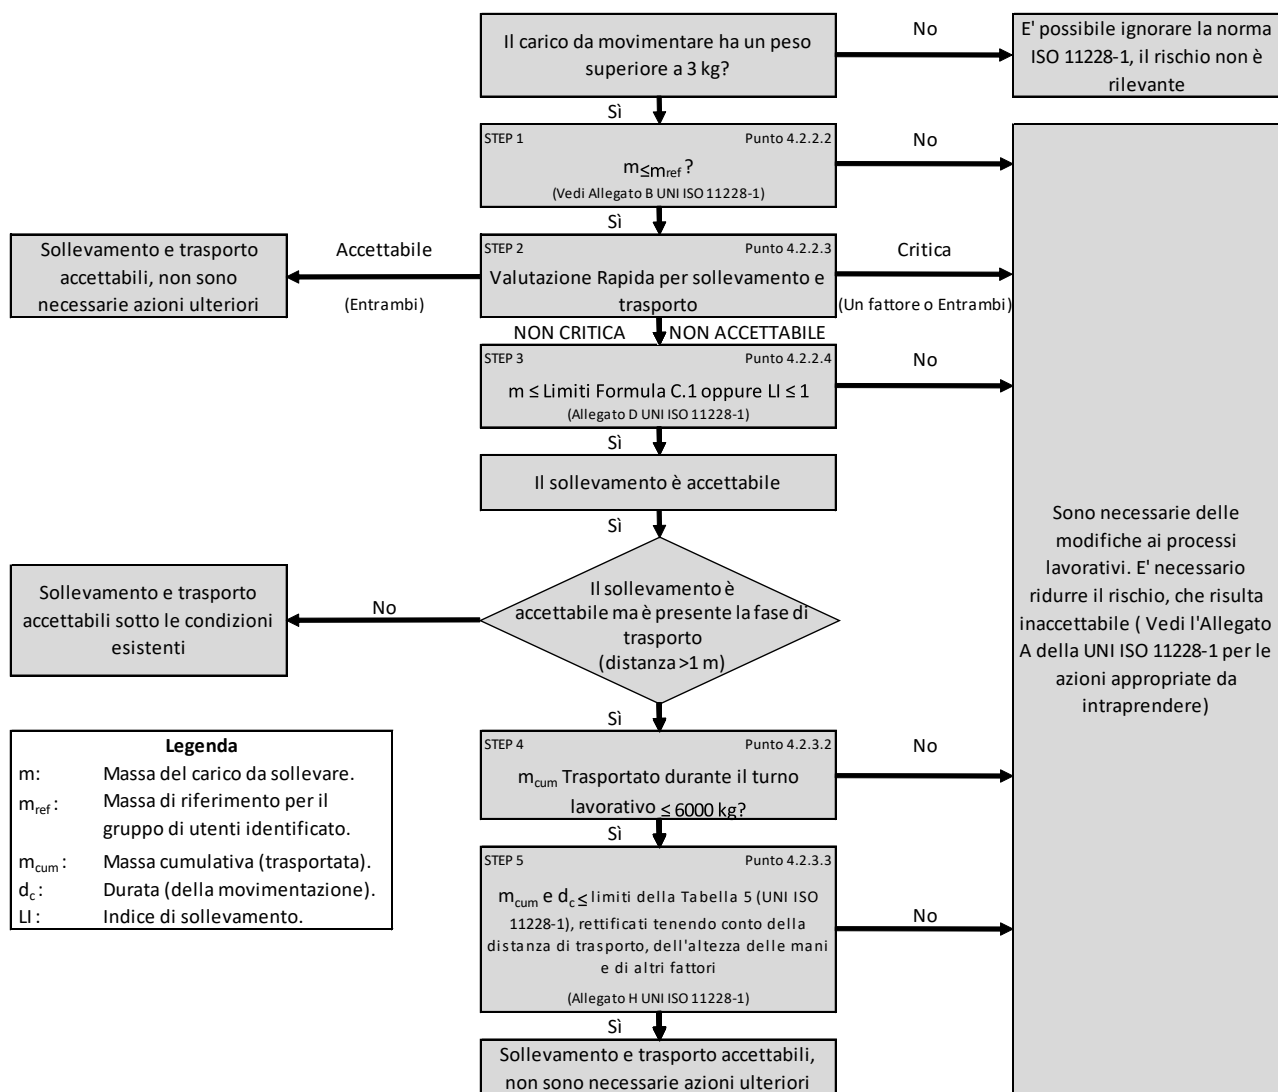 Il carico da movimentare ha un peso
superiore a 3 kg?
No
E' possibile ignorare la norma
ISO 11228-1, il rischio non è
rilevante
Sì
STEP 1
Punto 4.2.2.2
m≤mref ?
(Vedi Allegato B UNI ISO 11228-1)
No
Sì
Sollevamento e trasporto
accettabili, non sono
necessarie azioni ulteriori
Accettabile
(Entrambi)
STEP 2
Punto 4.2.2.3
Valutazione Rapida per sollevamento e
trasporto
Critica
(Un fattore o Entrambi)
NON CRITICA
NON ACCETTABILE
STEP 3
Punto 4.2.2.4
m ≤ Limiti Formula C.1 oppure LI ≤ 1
(Allegato D UNI ISO 11228-1)
No
Sì
Il sollevamento è accettabile
Sì
Sollevamento e trasporto
accettabili sotto le condizioni
esistenti
No
Il sollevamento è
accettabile ma è presente la fase di
trasporto
(distanza >1 m)
Sono necessarie delle
modifiche ai processi
lavorativi. E' necessario
ridurre il rischio, che risulta
inaccettabile ( Vedi l'Allegato
A della UNI ISO 11228-1 per le
azioni appropriate da
intraprendere)
Sì
STEP 4
Punto 4.2.3.2
mcum Trasportato durante il turno
lavorativo ≤ 6000 kg?
No
Sì
STEP 5
Punto 4.2.3.3
mcum e dc≤ limiti della Tabella 5 (UNI ISO
11228-1), rettificati tenendo conto della
distanza di trasporto, dell'altezza delle mani
e di altri fattori
(Allegato H UNI ISO 11228-1)
No
Sì
Sollevamento e trasporto accettabili,
non sono necessarie azioni ulteriori
Legenda
m: Massa del carico da sollevare.
mref : Massa di riferimento per il
gruppo di utenti identificato.
mcum : Massa cumulativa (trasportata).
dc : Durata (della movimentazione).
LI : Indice di sollevamento.